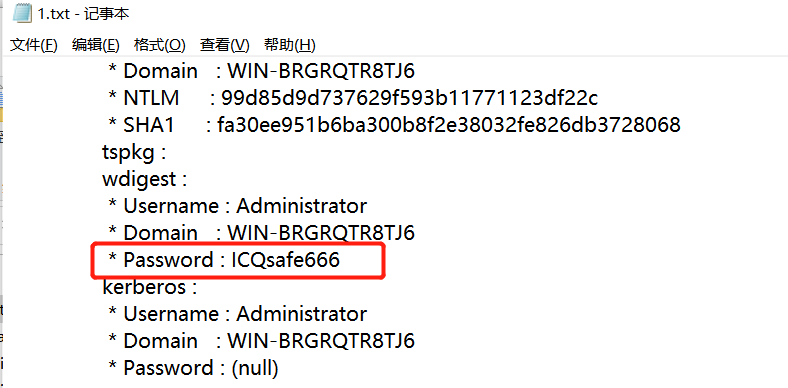 1.txt - 记事本
文件(F) 编辑(E) 格式(O) 查看(V) 帮助(H)
* Domain : WIN-BRGRQTR8TJ6
* NTLM : 99d85d9d737629f593b11771123df22c
* SHA1 : fa30ee951b6ba300b8f2e38032fe826db3728068
tspkg :
wdigest :
* Username : Administrator
* Domain : WIN-BRGRQTR8TJ6
* Password : ICQsafe666
kerberos :
* Username : Administrator
* Domain : WIN-BRGRQTR8TJ6
* Password : (null)